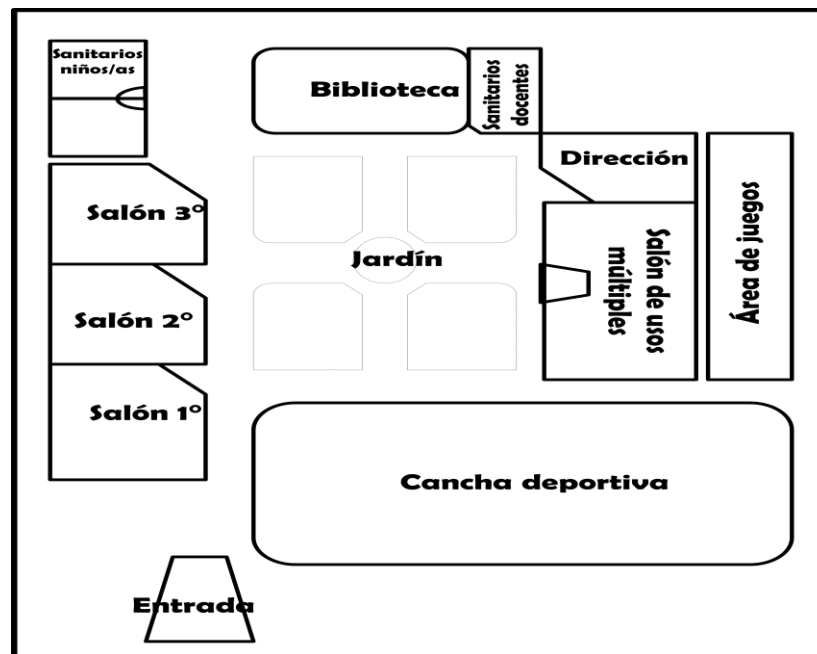 Sanitarios
niños/as
Biblioteca
Sanitarios
docentes
Dirección
Salón 3°
Jardín
Salón de usos
múltiples
Área de juegos
Salón 2°
Salón 1°
Cancha deportiva
Entrada